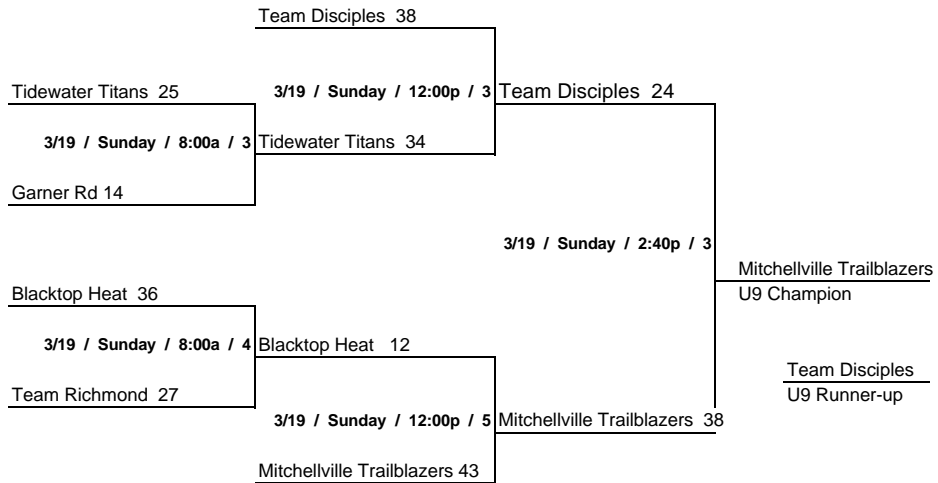 Team Disciples 38
Tidewater Titans 25
3/19 / Sunday / 12:00p / 3
Team Disciples 24
3/19 / Sunday / 8:00a / 3
Tidewater Titans 34
Garner Rd 14
3/19 / Sunday / 2:40p / 3
Mitchellville Trailblazers
U9 Champion
Blacktop Heat 36
3/19 / Sunday / 8:00a / 4
Blacktop Heat 12
Team Richmond 27
Team Disciples
U9 Runner-up
3/19 / Sunday / 12:00p / 5
Mitchellville Trailblazers 38
Mitchellville Trailblazers 43